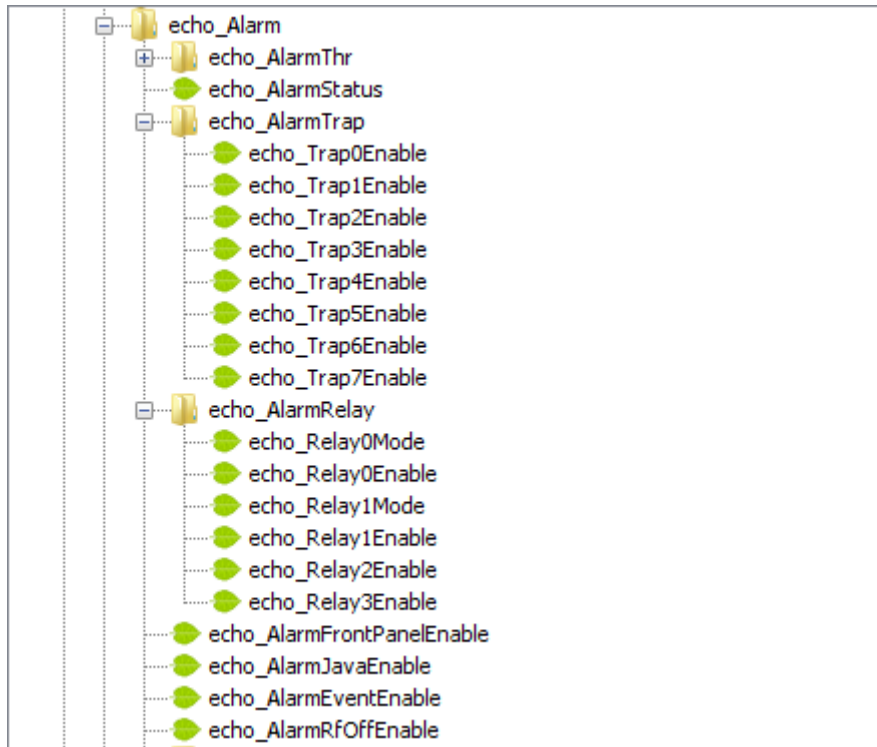 echo_Alarm
echo_AlarmThr
echo_AlarmStatus
echo_AlarmTrap
echo_Trap0Enable
echo_Trap1Enable
echo_Trap2Enable
echo_Trap3Enable
echo_Trap4Enable
echo_Trap5Enable
echo_Trap6Enable
echo_Trap7Enable
echo_AlarmRelay
echo_Relay0Mode
echo_Relay0Enable
echo_Relay1Mode
echo_Relay1Enable
echo_Relay2Enable
echo_Relay3Enable
echo_AlarmFrontPanelEnable
echo_AlarmJavaEnable
echo_AlarmEventEnable
echo_AlarmRfOffEnable